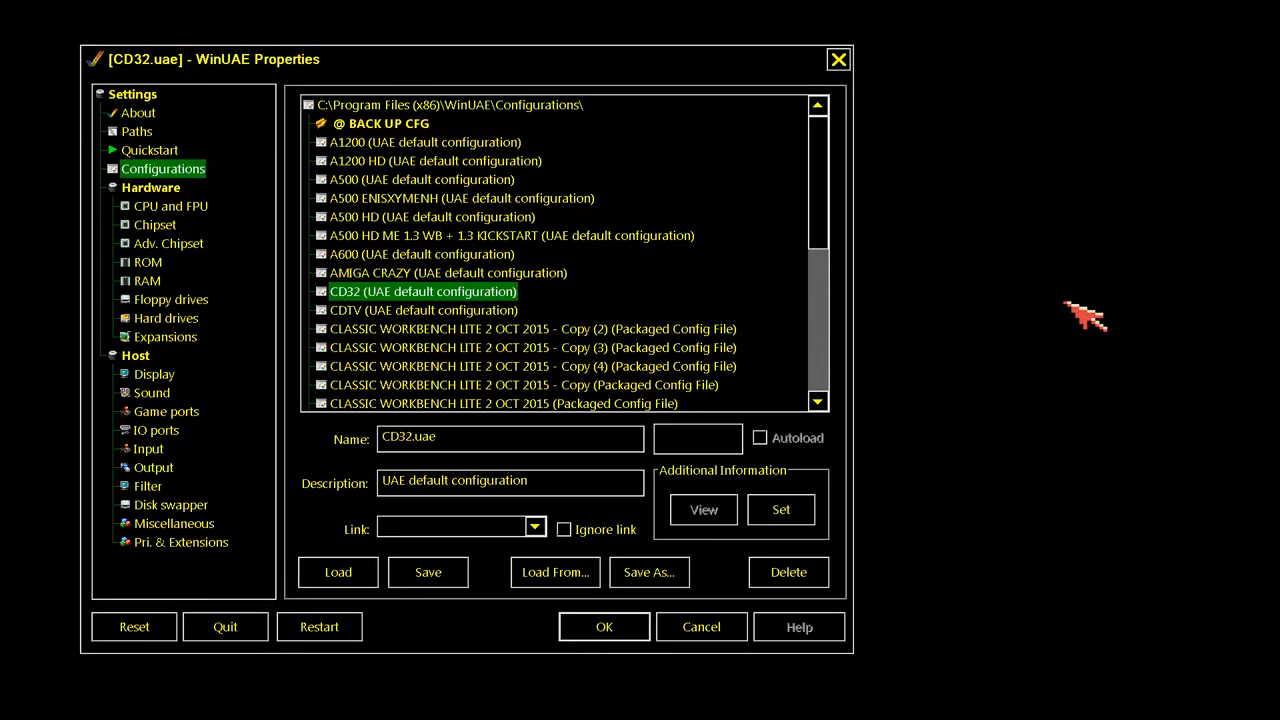 [CD32.uae] - WinUAE Properties
Settings
About
Paths
Quickstart
Configurations
Hardware
CPU and FPU
Chipset
Adv. Chipset
ROM
RAM
Floppy drives
Hard drives
Expansions
Host
Display
Sound
Game ports
IO ports
Input
Output
Filter
Disk swapper
Miscellaneous
Pri. & Extensions
C:\Program Files (x86)\WinUAE\Configurations\
@ BACK UP CFG
A1200 (UAE default configuration)
A1200 HD (UAE default configuration)
A500 (UAE default configuration)
A500 ENISXYMENH (UAE default configuration)
A500 HD (UAE default configuration)
A500 HD ME 1.3 WB + 1.3 KICKSTART (UAE default configuration)
A600 (UAE default configuration)
AMIGA CRAZY (UAE default configuration)
CD32 (UAE default configuration)
CDTV (UAE default configuration)
CLASSIC WORKBENCH LITE 2 OCT 2015 - Copy (2) (Packaged Config File)
CLASSIC WORKBENCH LITE 2 OCT 2015 - Copy (3) (Packaged Config File)
CLASSIC WORKBENCH LITE 2 OCT 2015 - Copy (4) (Packaged Config File)
CLASSIC WORKBENCH LITE 2 OCT 2015 - Copy (Packaged Config File)
CLASSIC WORKBENCH LITE 2 OCT 2015 (Packaged Config File)
Name: CD32.uae Autoload
Description: UAE default configuration
Additional Information
View Set
Link: Ignore link
Load Save Load From... Save As... Delete
Reset Quit Restart OK Cancel Help